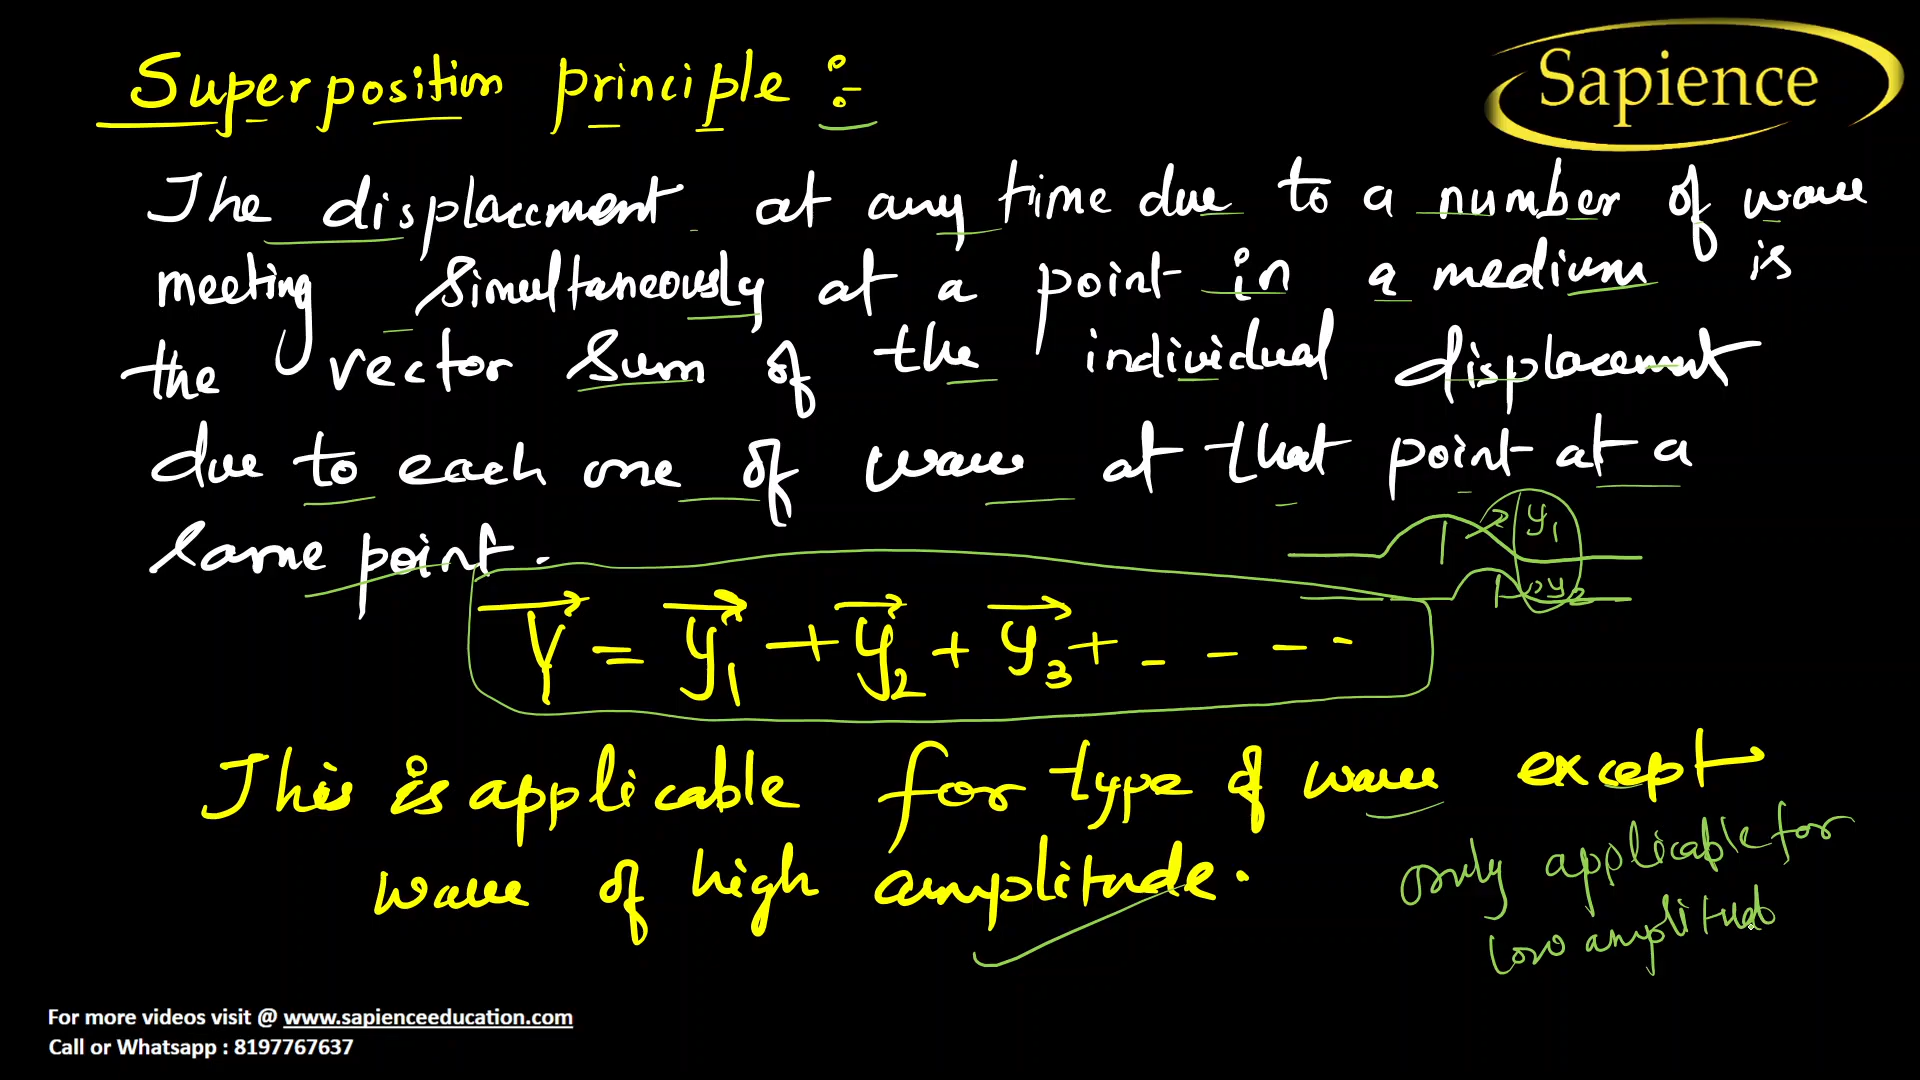 Superposition principle :-
Sapience
The displacement at any time due to a number of wave
meeting simultaneously at a point in a medium is
the vector sum of the individual displacement
due to each one of wave at that point at a
same point.
y1
y2
Y = y1 + y2 + y3 + - - - -
This is applicable for type of wave except
wave of high amplitude.
only applicable for
low amplitude
For more videos visit @ www.sapienceeducation.com
Call or Whatsapp : 8197767637